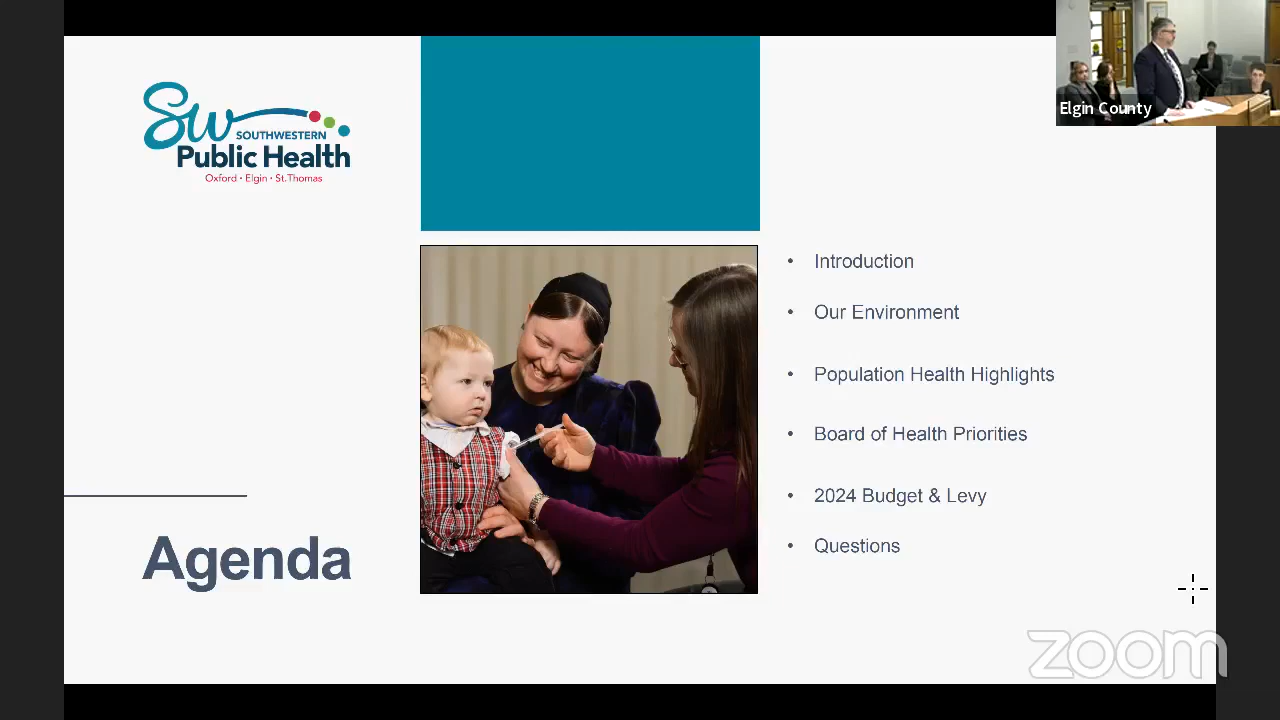 Sw
SOUTHWESTERN
Public Health
Oxford • Elgin • St.Thomas
Agenda
• Introduction
• Our Environment
• Population Health Highlights
• Board of Health Priorities
• 2024 Budget & Levy
• Questions
Elgin County
zoom